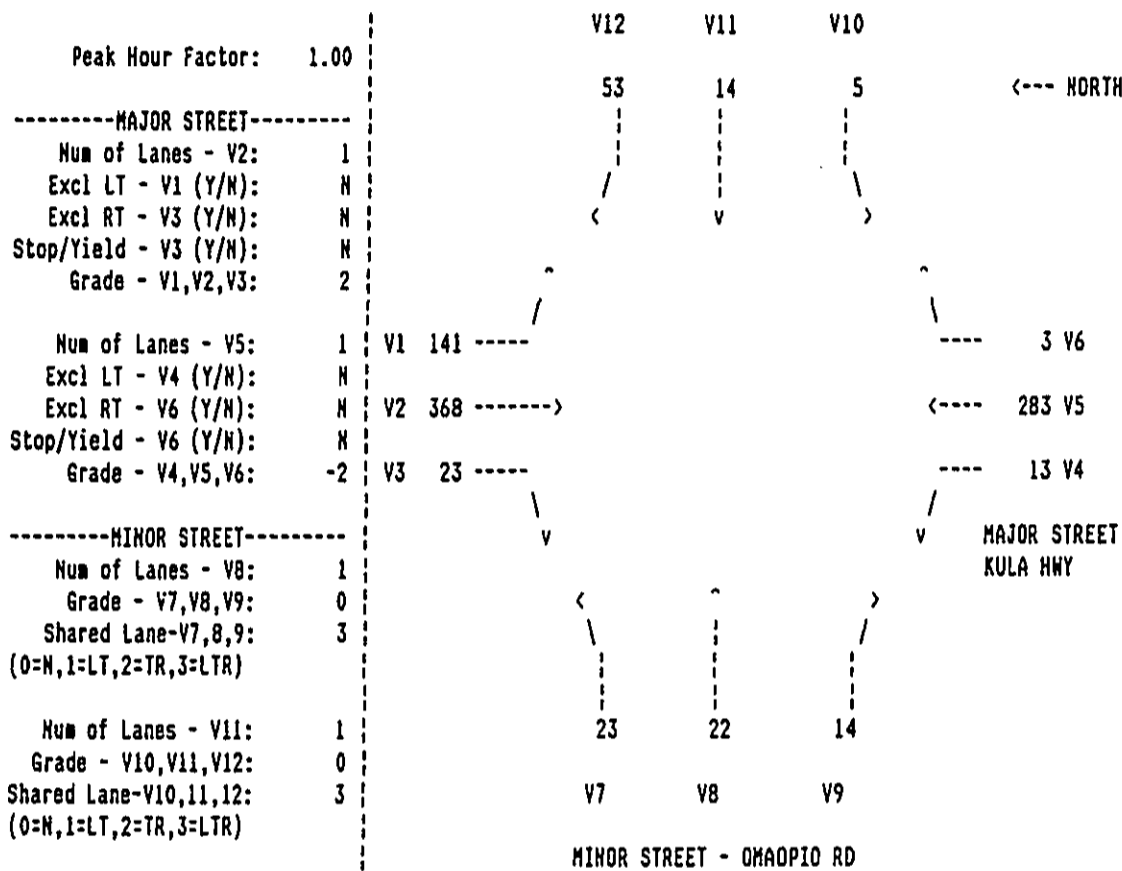 V12 V11 V10
Peak Hour Factor: 1.00
53 14 5 <--- NORTH
---------MAJOR STREET---------
Num of Lanes - V2: 1
Excl LT - V1 (Y/N): N
Excl RT - V3 (Y/N): N
Stop/Yield - V3 (Y/N): N
Grade - V1,V2,V3: 2
Num of Lanes - V5: 1
V1 141 -----
---- 3 V6
Excl LT - V4 (Y/N): N
Excl RT - V6 (Y/N): N
V2 368 ------->
<---- 283 V5
Stop/Yield - V6 (Y/N): N
Grade - V4,V5,V6: -2
V3 23 -----
---- 13 V4
---------MINOR STREET---------
MAJOR STREET
Num of Lanes - V8: 1
KULA HWY
Grade - V7,V8,V9: 0
Shared Lane-V7,8,9: 3
(0=N,1=LT,2=TR,3=LTR)
Num of Lanes - V11: 1
23 22 14
Grade - V10,V11,V12: 0
Shared Lane-V10,11,12: 3
V7 V8 V9
(0=N,1=LT,2=TR,3=LTR)
MINOR STREET - OMAOPIO RD